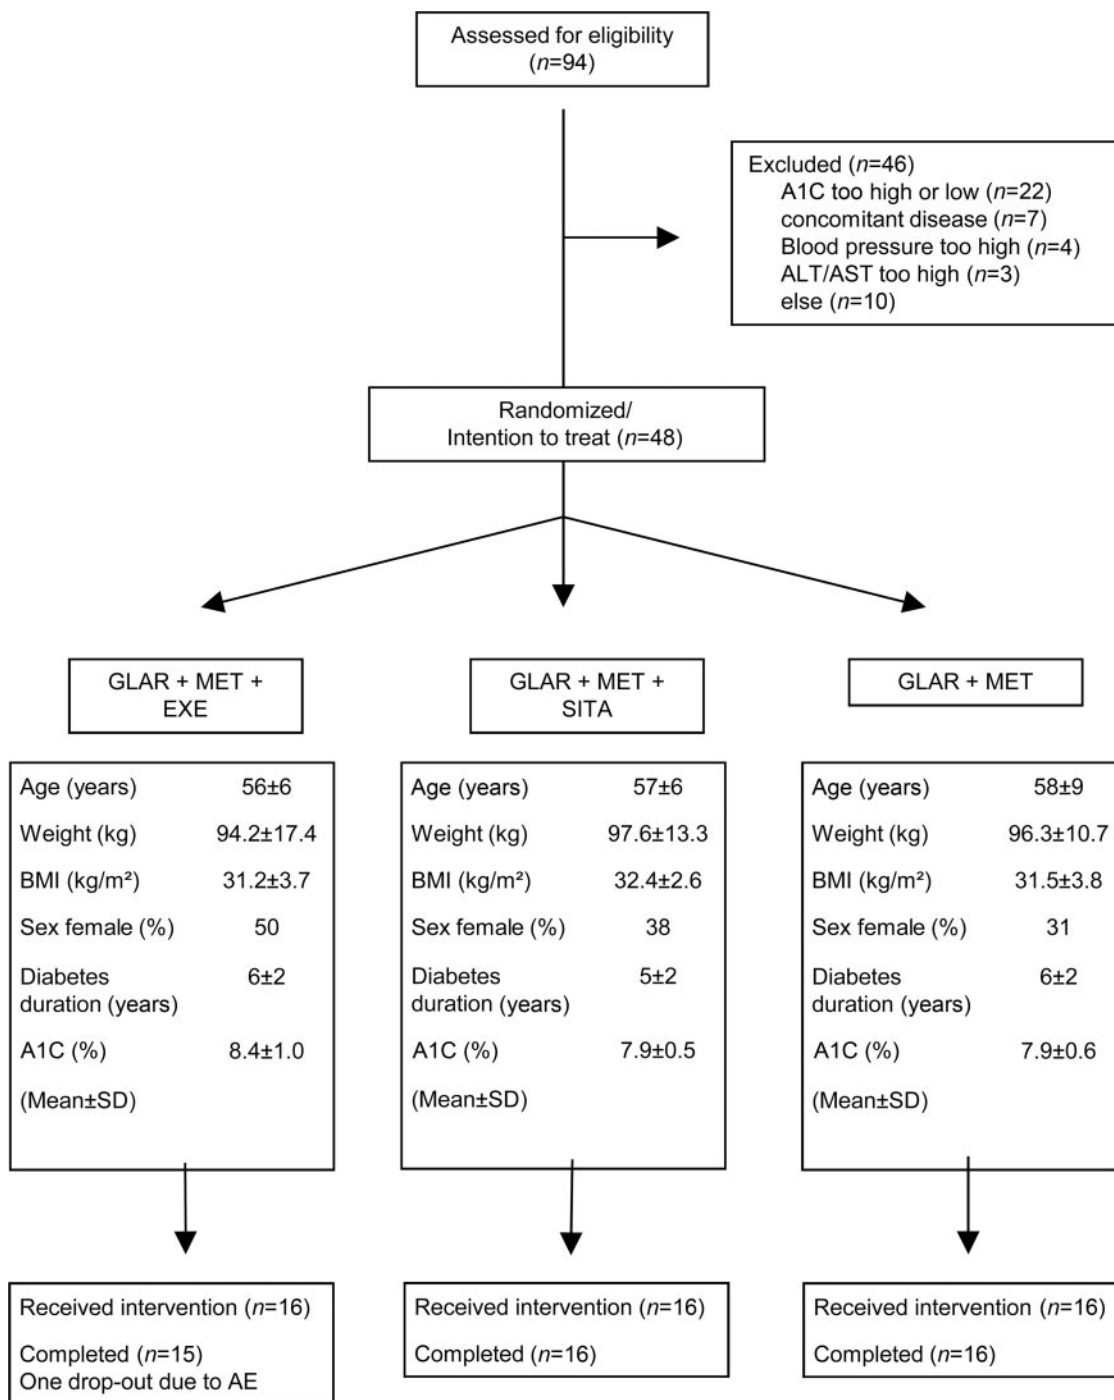 Assessed for eligibility
(n=94)
Excluded (n=46)
A1C too high or low (n=22)
concomitant disease (n=7)
Blood pressure too high (n=4)
ALT/AST too high (n=3)
else (n=10)
Randomized/
Intention to treat (n=48)
GLAR + MET +
EXE
Age (years) 56±6
Weight (kg) 94.2±17.4
BMI (kg/m²) 31.2±3.7
Sex female (%) 50
Diabetes 6±2
duration (years)
A1C (%) 8.4±1.0
(Mean±SD)
Received intervention (n=16)
Completed (n=15)
One drop-out due to AE
GLAR + MET +
SITA
Age (years) 57±6
Weight (kg) 97.6±13.3
BMI (kg/m²) 32.4±2.6
Sex female (%) 38
Diabetes 5±2
duration (years)
A1C (%) 7.9±0.5
(Mean±SD)
Received intervention (n=16)
Completed (n=16)
GLAR + MET
Age (years) 58±9
Weight (kg) 96.3±10.7
BMI (kg/m²) 31.5±3.8
Sex female (%) 31
Diabetes 6±2
duration (years)
A1C (%) 7.9±0.6
(Mean±SD)
Received intervention (n=16)
Completed (n=16)